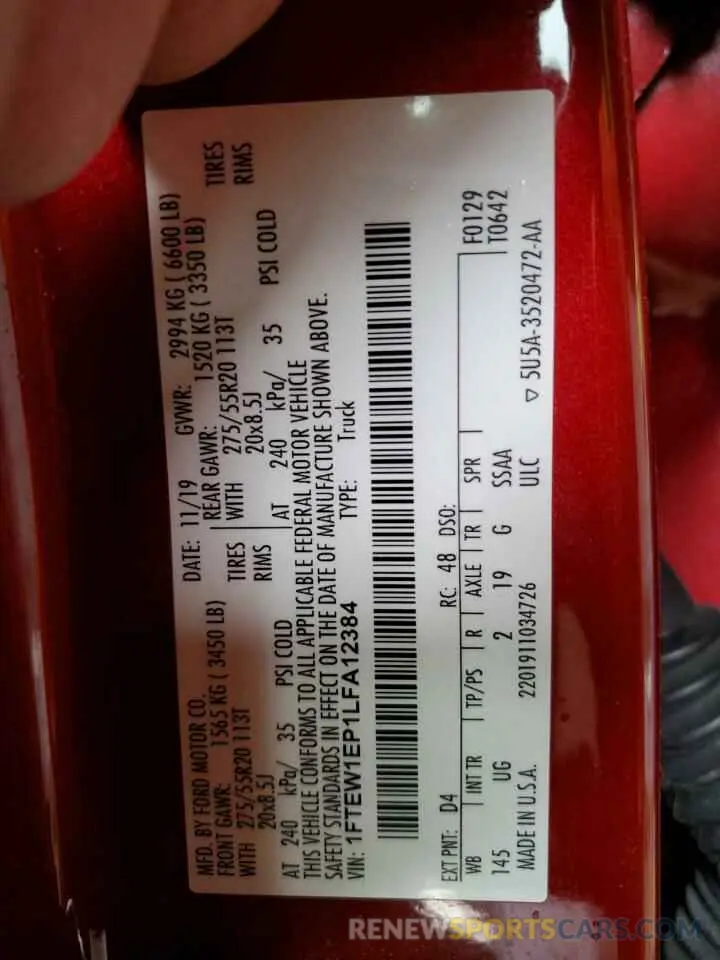 MFD. BY FORD MOTOR CO.
DATE: 11/19 GVWR: 2994 KG ( 6600 LB)
FRONT GAWR: 1565 KG ( 3450 LB) REAR GAWR: 1520 KG ( 3350 LB)
WITH 275/55R20 113T TIRES WITH 275/55R20 113T TIRES
20x8.5J RIMS 20x8.5J RIMS
AT 240 kPa/ 35 PSI COLD AT 240 kPa/ 35 PSI COLD
THIS VEHICLE CONFORMS TO ALL APPLICABLE FEDERAL MOTOR VEHICLE
SAFETY STANDARDS IN EFFECT ON THE DATE OF MANUFACTURE SHOWN ABOVE.
VIN: 1FTEW1EP1LFA12384 TYPE: Truck
EXT PNT: D4 RC: 48 DSO: F0129
WB INT TR TP/PS R AXLE TR SPR T0642
145 UG 2 19 G SSAA
MADE IN U.S.A. 2201911034726 ULC ▽ 5U5A-3520472-AA
RENEWSPORTSCARS.COM